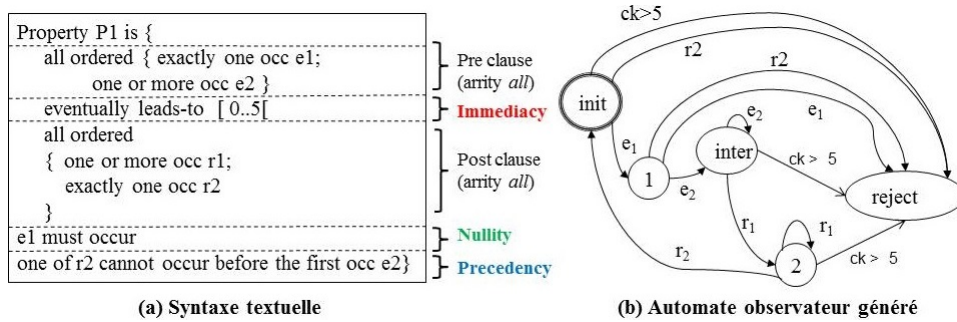 Property P1 is {
all ordered { exactly one occ e1;
one or more occ e2 }
eventually leads-to [ 0..5[
all ordered
{ one or more occ r1;
exactly one occ r2
}
e1 must occur
one of r2 cannot occur before the first occ e2}
Pre clause
(arrity all)
Immediacy
Post clause
(arrity all)
Nullity
Precedency
(a) Syntaxe textuelle
ck>5
r2
r2
init
e2
e1
e1
inter
1
e2
ck > 5
reject
r1
r1
r2
2
ck > 5
(b) Automate observateur généré